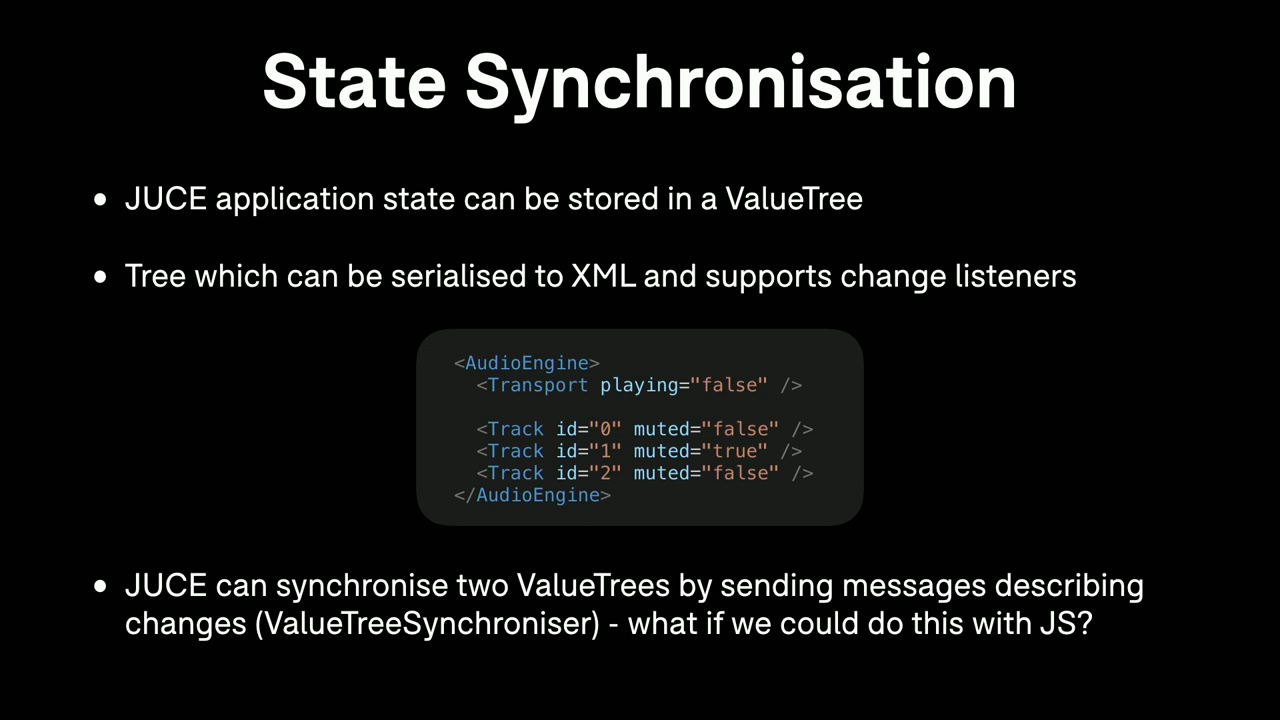 State Synchronisation
• JUCE application state can be stored in a ValueTree
• Tree which can be serialised to XML and supports change listeners
<AudioEngine>
  <Transport playing="false" />
  <Track id="0" muted="false" />
  <Track id="1" muted="true" />
  <Track id="2" muted="false" />
</AudioEngine>
• JUCE can synchronise two ValueTrees by sending messages describing
changes (ValueTreeSynchroniser) - what if we could do this with JS?